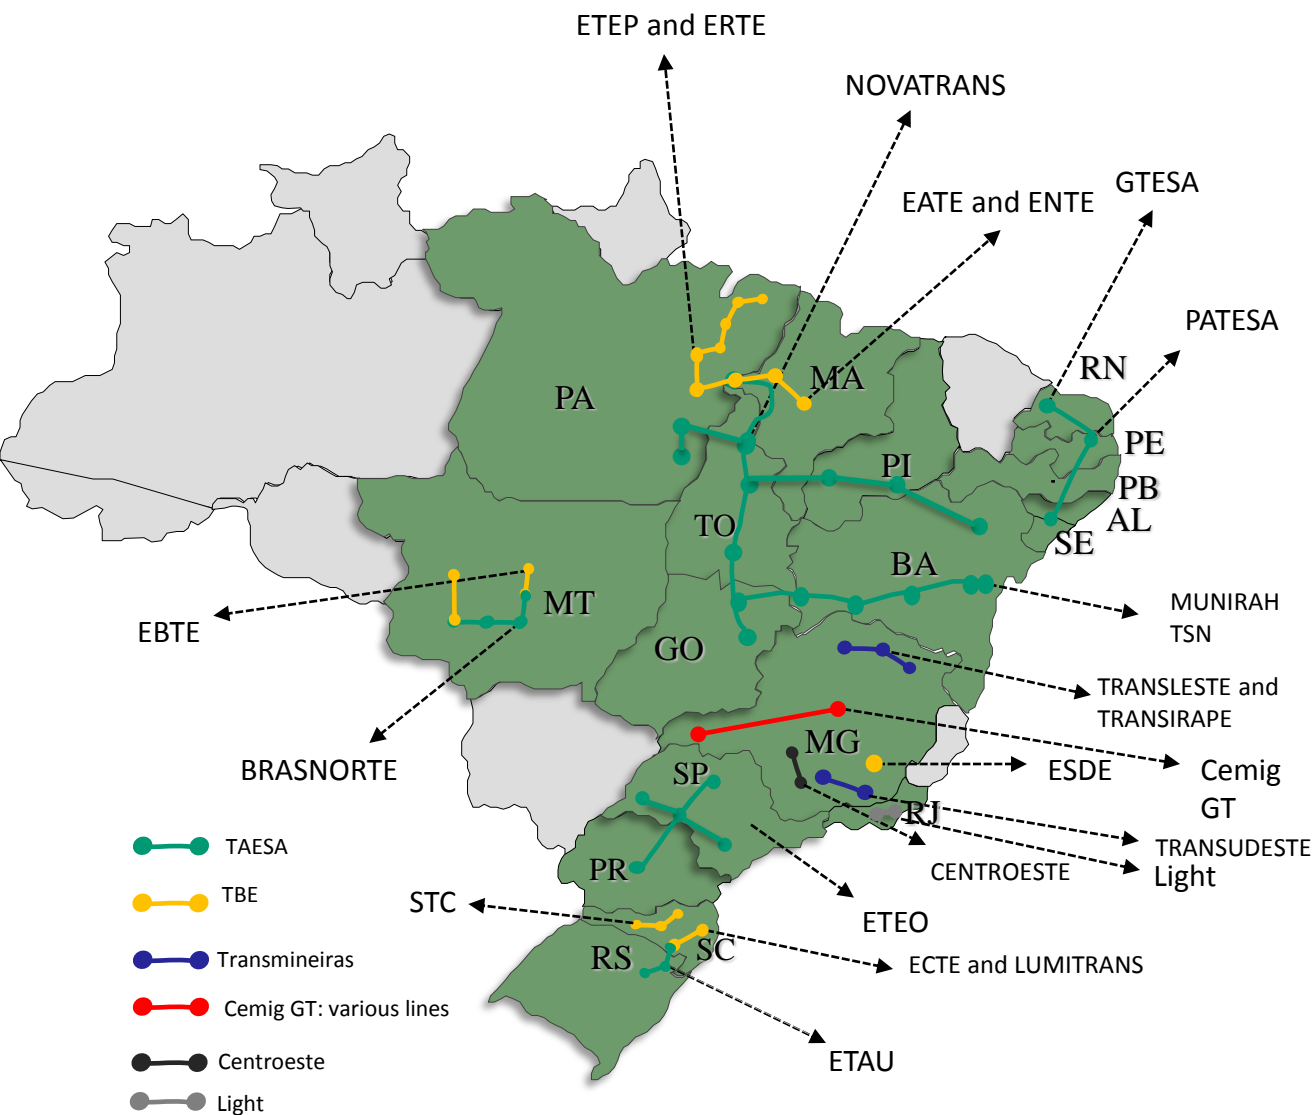 ETEP and ERTE
NOVATRANS
GTESA
EATE and ENTE
PATESA
RN
MA
PA
PE
PI
PB
AL
TO
SE
BA
MT
MUNIRAH
TSN
EBTE
GO
TRANSLESTE and
TRANSIRAPE
MG
BRASNORTE
SP
ESDE
Cemig
GT
RJ
TAESA
TRANSUDESTE
PR
CENTROESTE
Light
TBE
STC
ETEO
RS
SC
Transmineiras
ECTE and LUMITRANS
Cemig GT: various lines
ETAU
Centroeste
Light